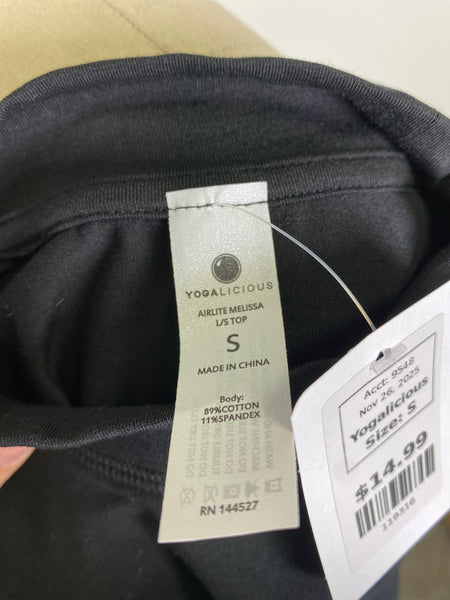 YOGALICIOUS
AIRLITE MELISSA
L/S TOP
S
MADE IN CHINA
Body:
89%COTTON
11%SPANDEX
RN 144527
Acct: 9548
Nov 26, 2025
Yogalicious
Size: S
$14.99
119316